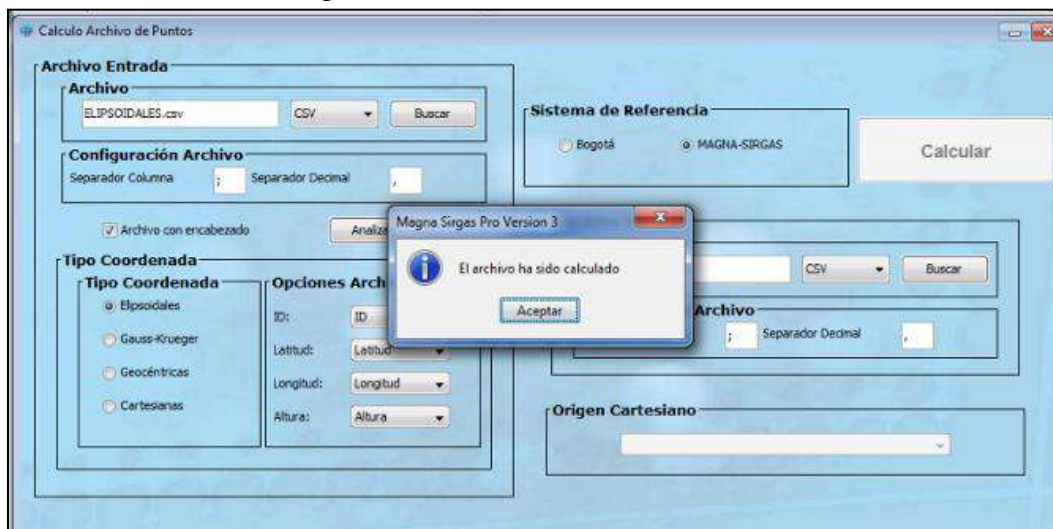 Calculo Archivo de Puntos
Archivo Entrada
Archivo
ELIPSOIDALES.csv CSV Buscar
Configuración Archivo
Separador Columna ; Separador Decimal ,
Archivo con encabezado
Tipo Coordenada
Tipo Coordenada
Elipsoidales
Gauss-Krueger
Geocéntricas
Cartesianas
ID: ID
Latitud: Latitud
Longitud: Longitud
Altura: Altura
Sistema de Referencia
Bogotá MAGNA-SIRGAS
Calcular
Magna Sirgas Pro Version 3
El archivo ha sido calculado
Aceptar
CSV Buscar
Archivo
; Separador Decimal ,
Origen Cartesiano